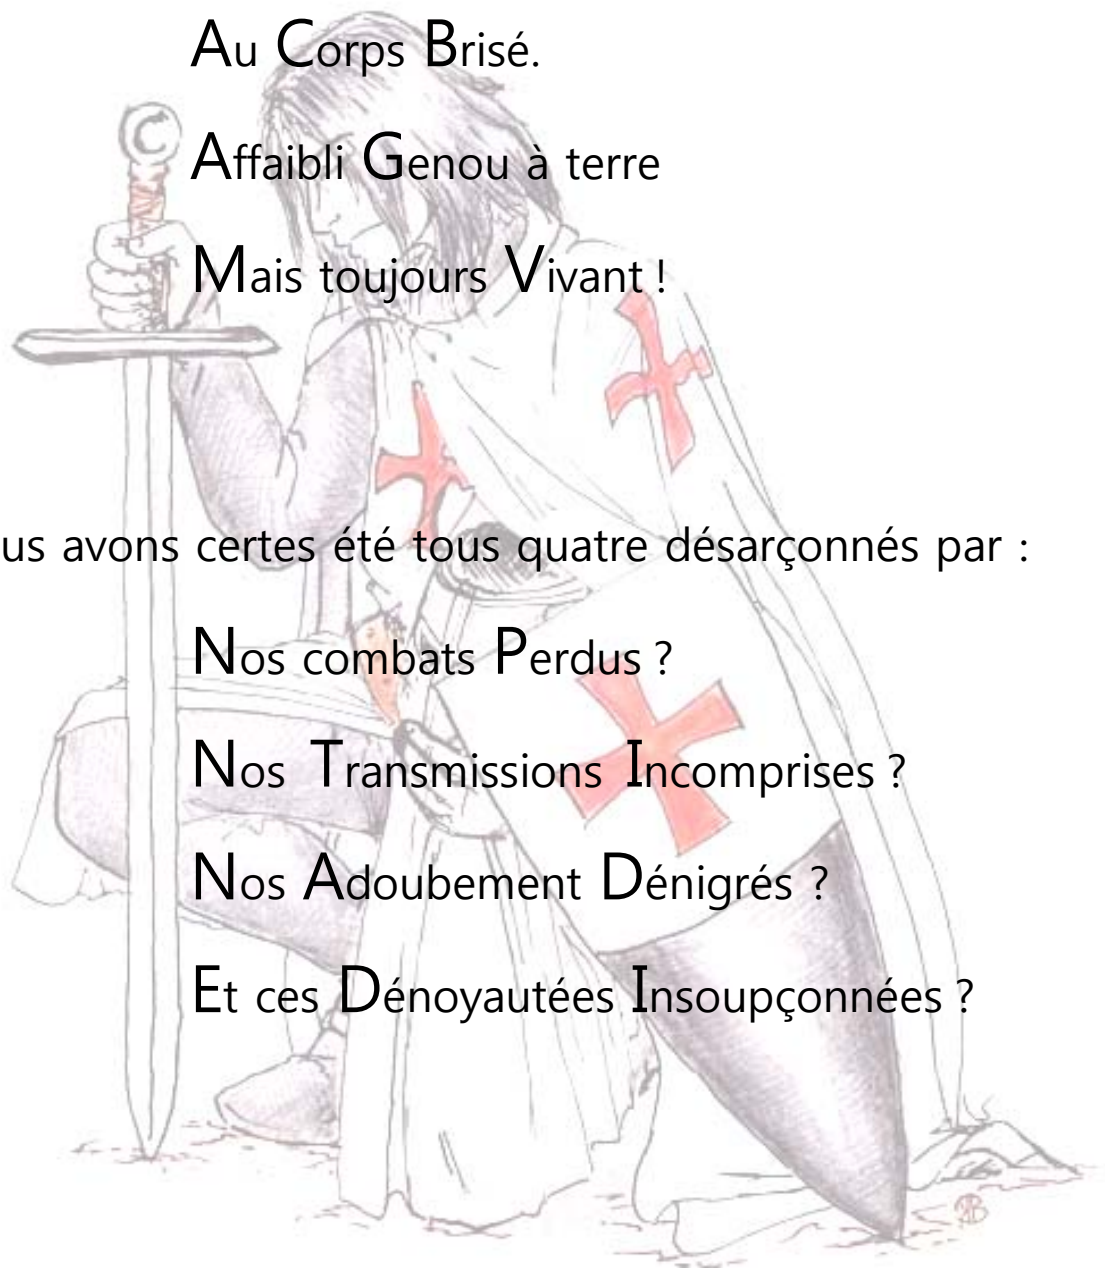 Au Corps Brisé.
Affaibli Genou à terre
Mais toujours Vivant !
us avons certes été tous quatre désarçonnés par :
Nos combats Perdus ?
Nos Transmissions Incomprises ?
Nos Adoubement Dénigrés ?
Et ces Dénoyautées Insoupçonnées ?